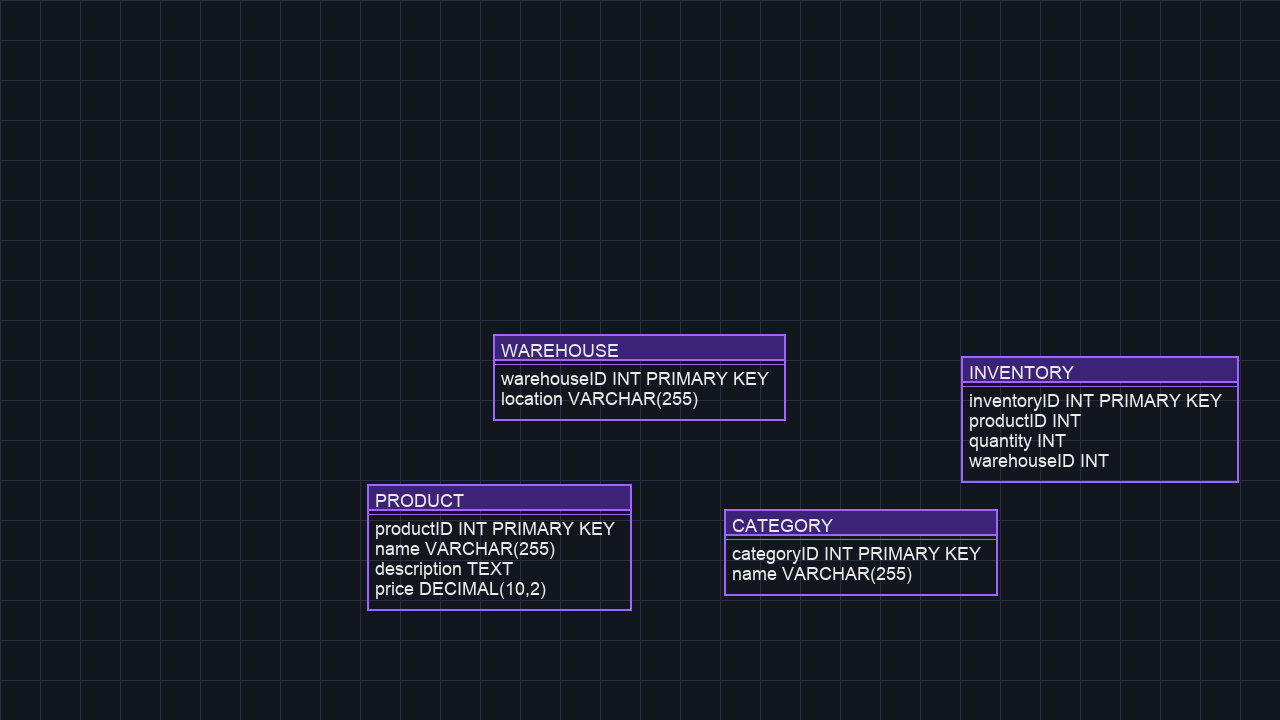 WAREHOUSE
warehouseID INT PRIMARY KEY
location VARCHAR(255)
INVENTORY
inventoryID INT PRIMARY KEY
productID INT
quantity INT
warehouseID INT
PRODUCT
productID INT PRIMARY KEY
name VARCHAR(255)
description TEXT
price DECIMAL(10,2)
CATEGORY
categoryID INT PRIMARY KEY
name VARCHAR(255)